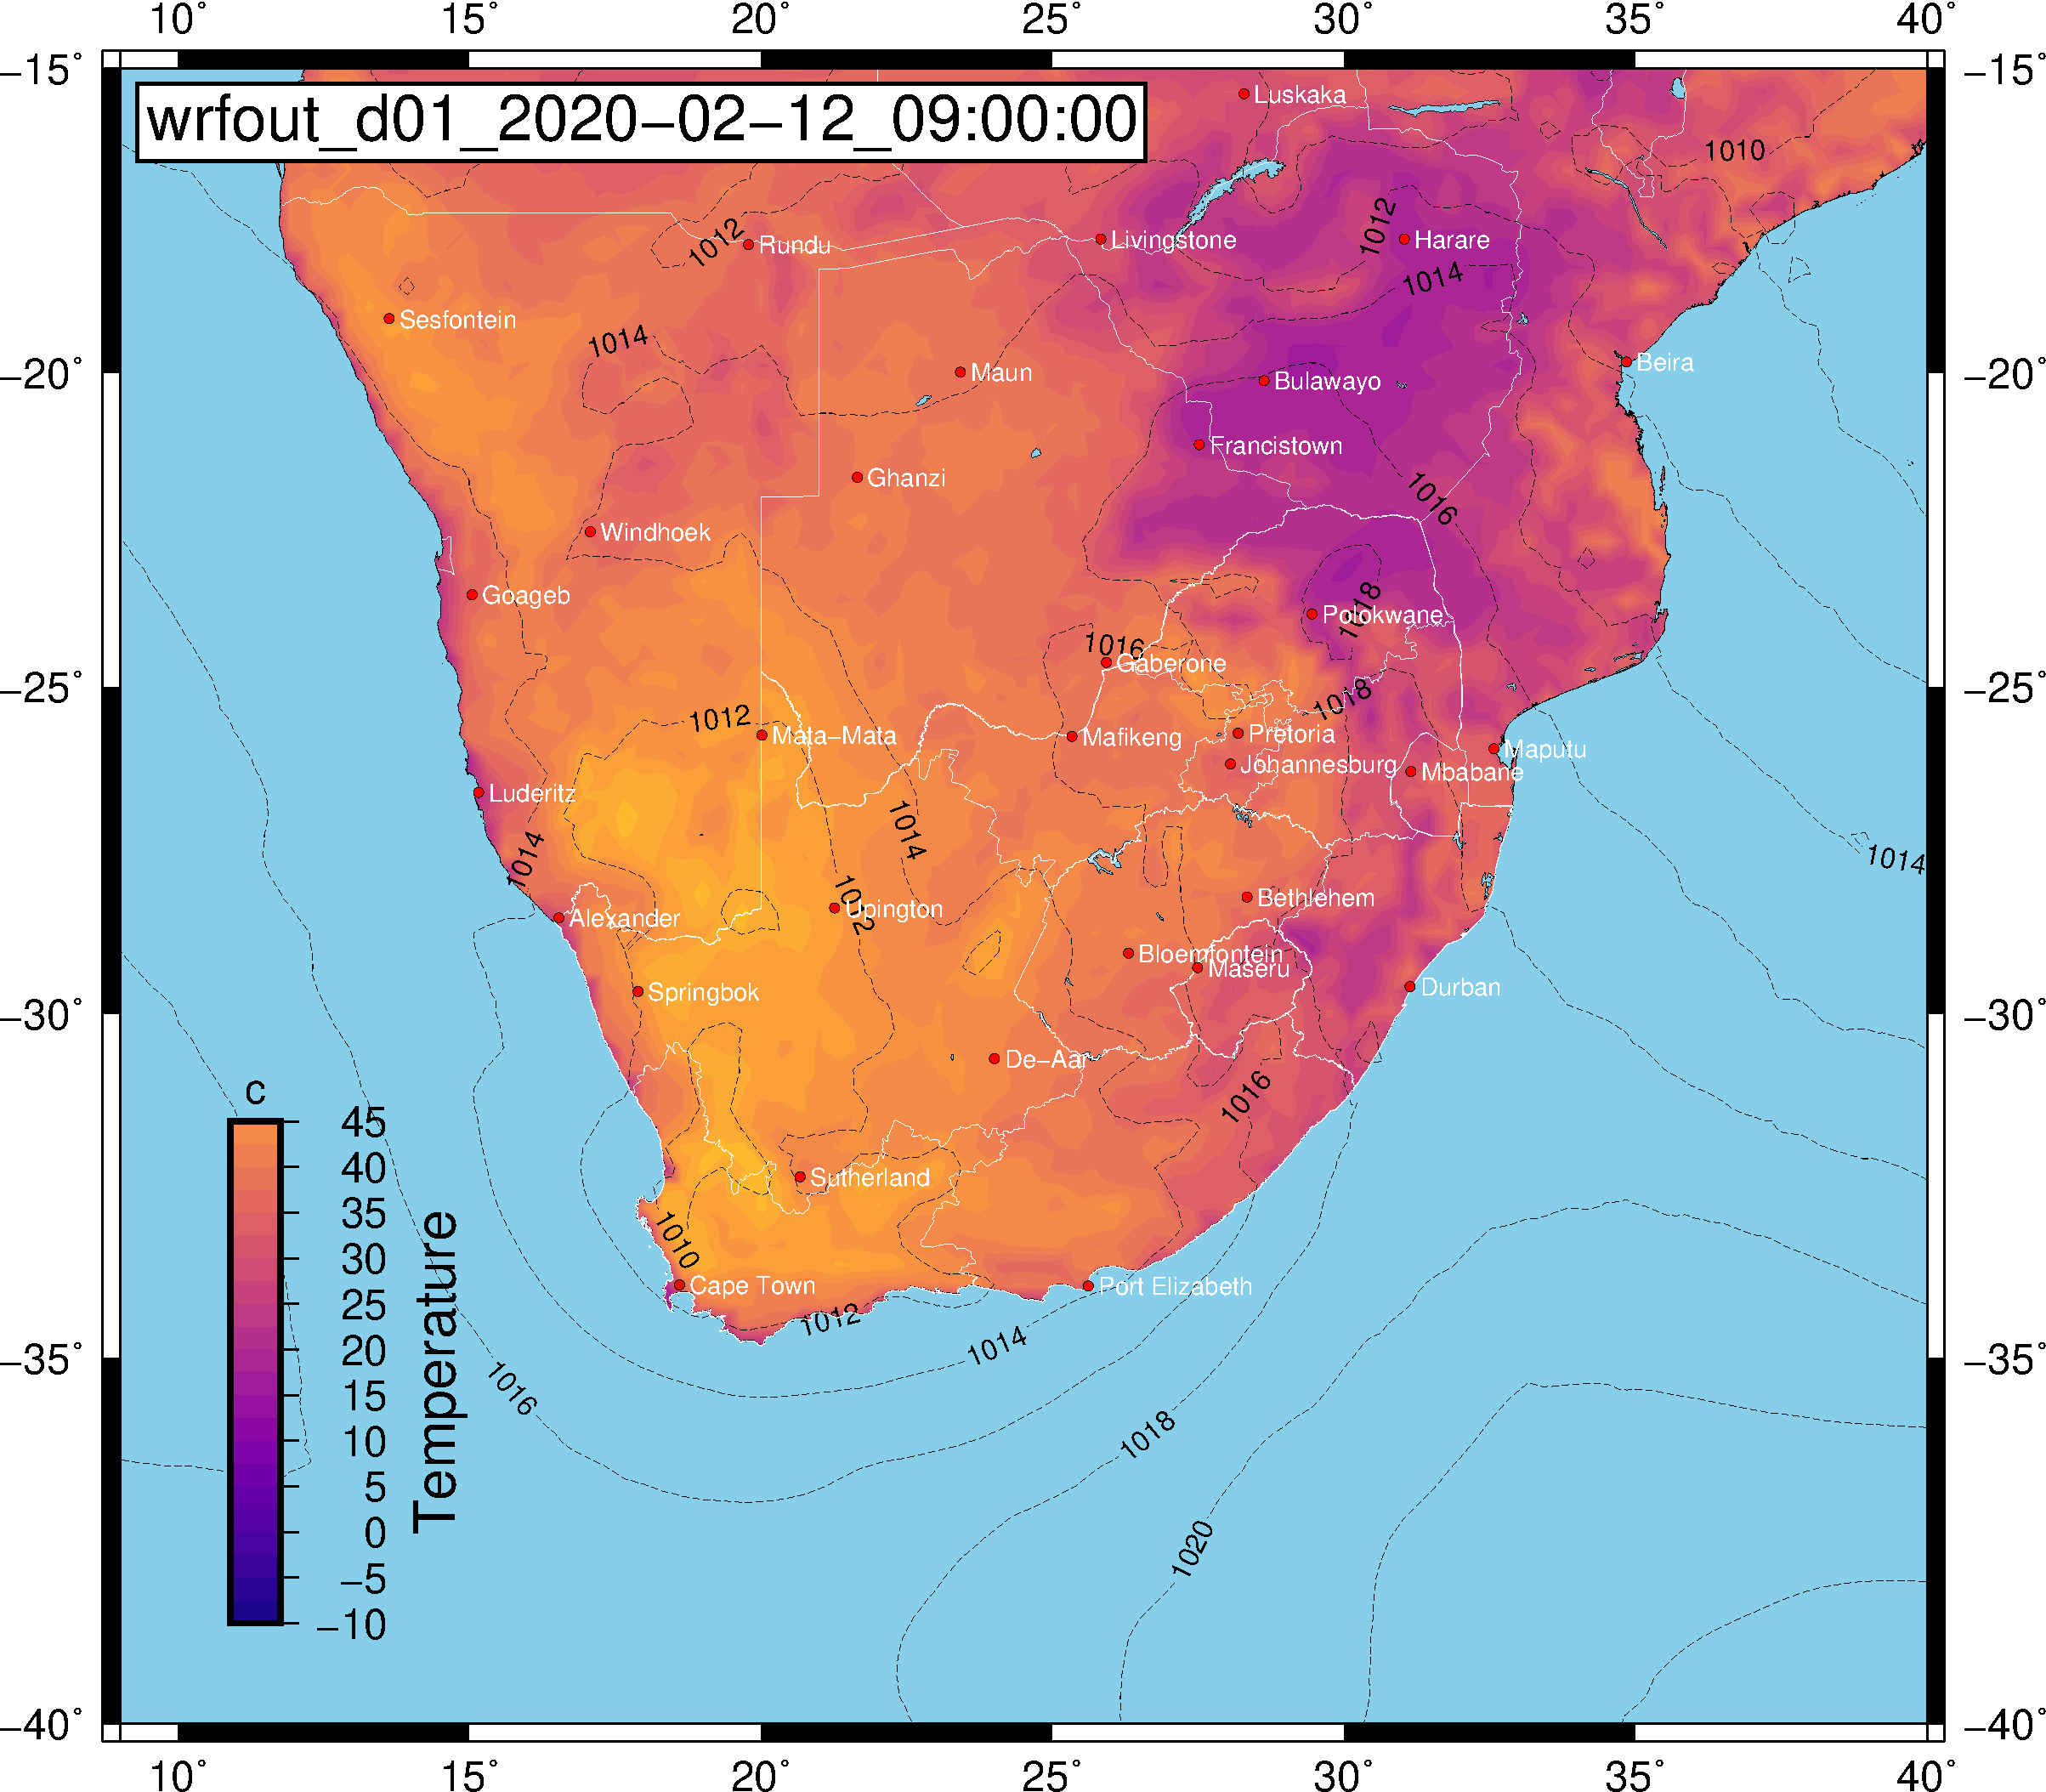 10° 15° 20° 25° 30° 35° 40°
−15° −15°
wrfout_d01_2020−02−12_09:00:00
Luskaka
1010
1012
Rundu
Livingstone
1012
Harare
1014
Sesfontein
1014
Beira
−20° −20°
Maun
Bulawayo
Francistown
Ghanzi
1016
Windhoek
Goageb
1018
Polokwane
1016
Gaberone
−25° −25°
1018
1012
Mata−Mata
Mafikeng
Pretoria
Maputu
Johannesburg
Mbabane
Luderitz
1014
1014
1014
Bethlehem
1012
Upington
Alexander
Bloemfontein
Maseru
Springbok
Durban
−30° −30°
De−Aar
1016
c
45
40
35
30
25
20
15
10
5
0
−5
−10
Temperature
Sutherland
1010
Cape Town
Port Elizabeth
1012
1014
−35° −35°
1016
1018
1020
−40° −40°
10° 15° 20° 25° 30° 35° 40°